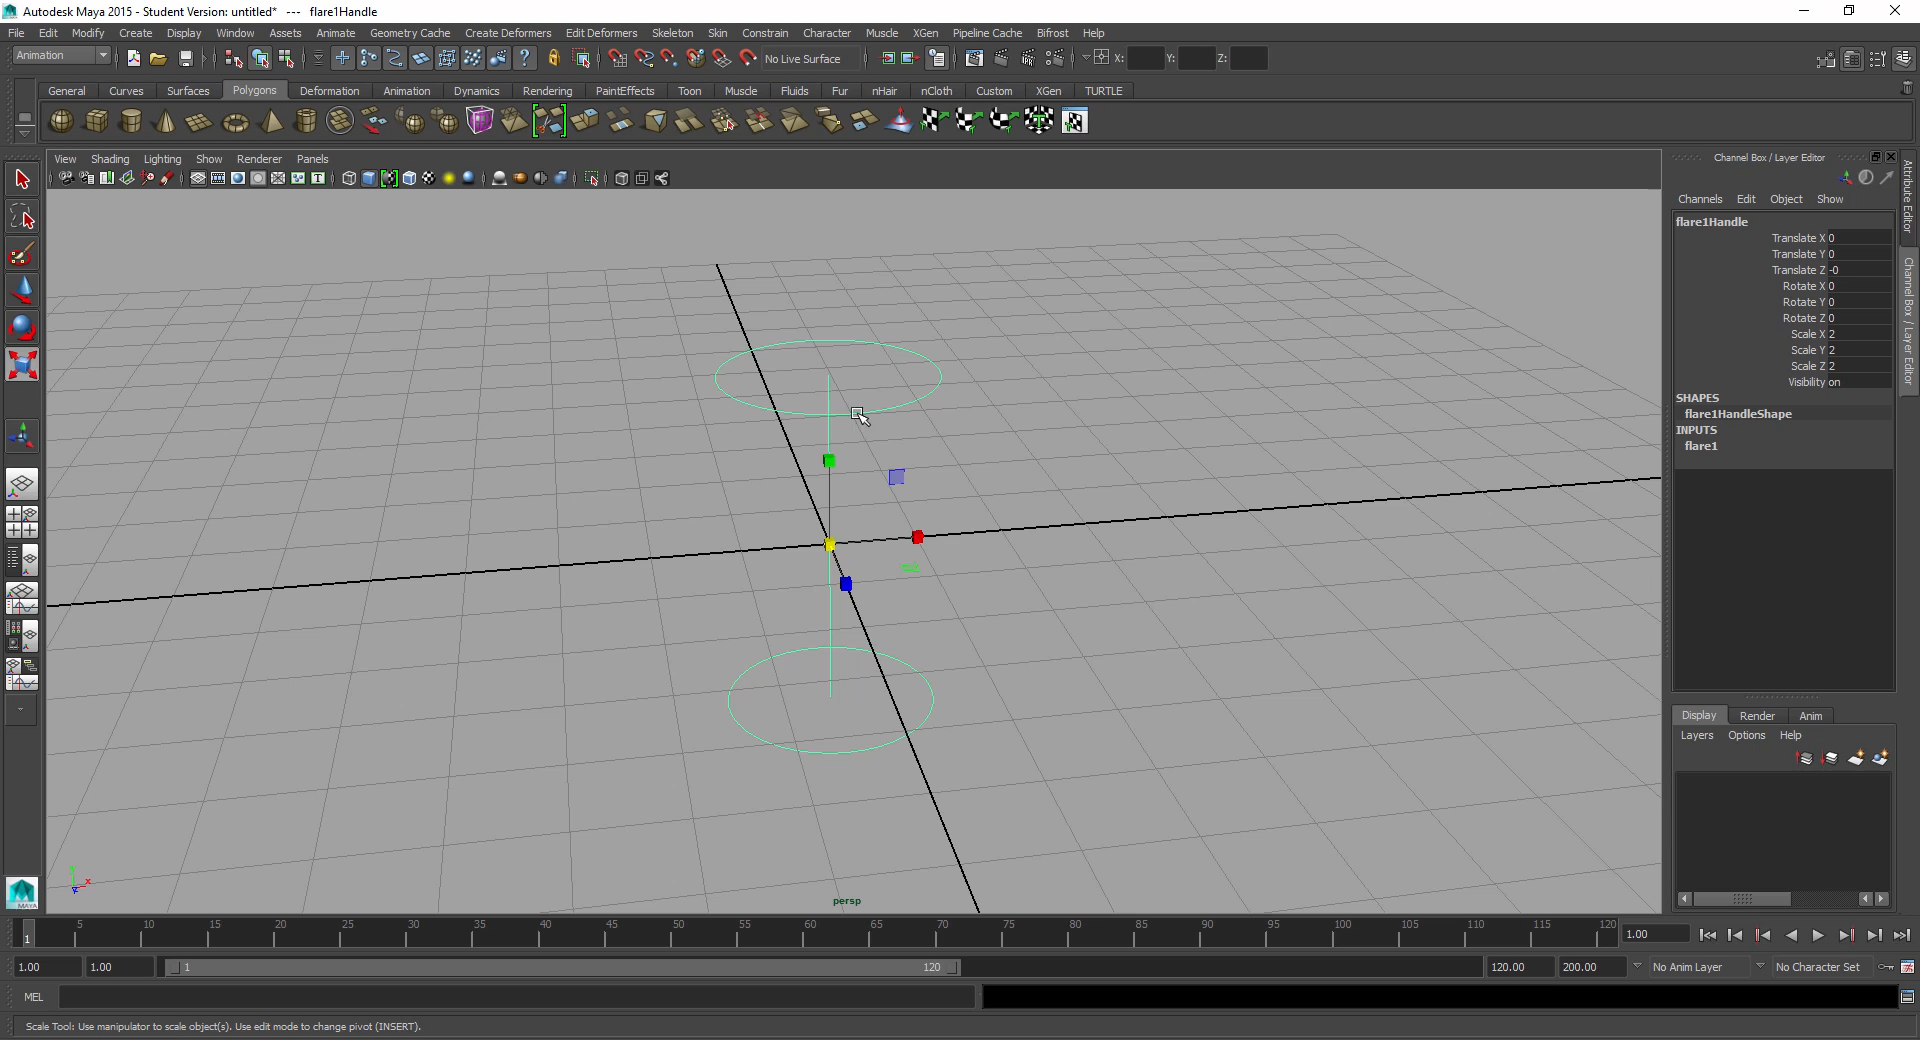 Autodesk Maya 2015 - Student Version: untitled*   ---   flare1Handle
File Edit Modify Create Display Window Assets Animate Geometry Cache Create Deformers Edit Deformers Skeleton Skin Constrain Character Muscle XGen Pipeline Cache Bifrost Help
Animation No Live Surface X: Y: Z:
General Curves Surfaces Polygons Deformation Animation Dynamics Rendering PaintEffects Toon Muscle Fluids Fur nHair nCloth Custom XGen TURTLE
View Shading Lighting Show Renderer Panels
Channel Box / Layer Editor
Channels Edit Object Show
flare1Handle
Translate X 0
Translate Y 0
Translate Z -0
Rotate X 0
Rotate Y 0
Rotate Z 0
Scale X 2
Scale Y 2
Scale Z 2
Visibility on
SHAPES
flare1HandleShape
INPUTS
flare1
Attribute Editor
Channel Box / Layer Editor
Display Render Anim
Layers Options Help
persp
x
MAYA
1 5 10 15 20 25 30 35 40 45 50 55 60 65 70 75 80 85 90 95 100 105 110 115 120 1.00
1.00 1.00 1 120 120.00 200.00 No Anim Layer No Character Set
MEL
Scale Tool: Use manipulator to scale object(s). Use edit mode to change pivot (INSERT).